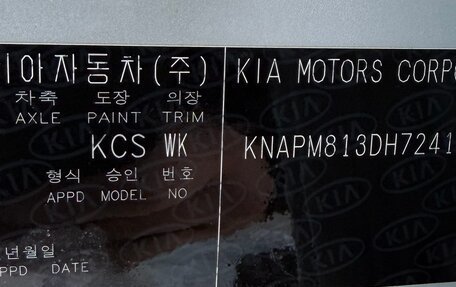 아자동차(주) KIA MOTORS CORP
차축 도장 의장
AXLE PAINT TRIM
KCS WK KNAPM813DH7241
형식 승인 번호
APPD MODEL NO
년월일
PPD DATE